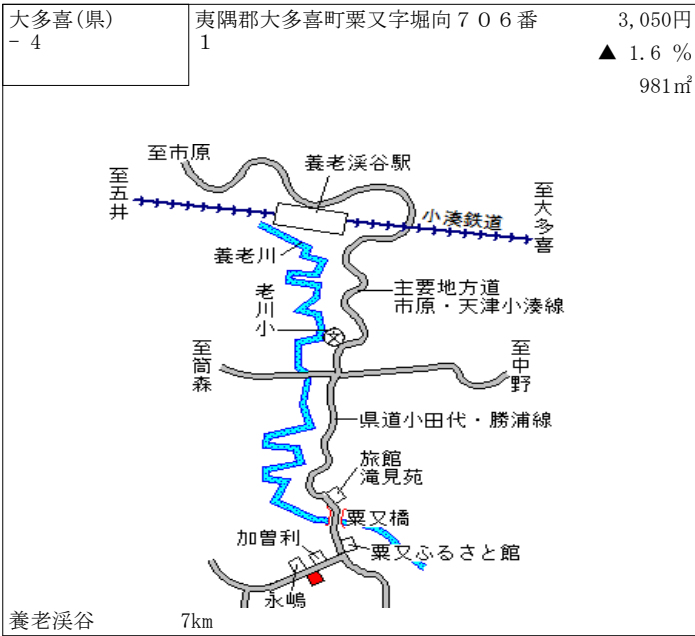 大多喜(県)
- 4
夷隅郡大多喜町粟又字堀向７０６番
1
3,050円
▲ 1.6 %
981㎡
至市原
養老渓谷駅
至五井
至大多喜
小湊鉄道
養老川
主要地方道
市原・天津小湊線
老川小
至筒森
至中野
県道小田代・勝浦線
旅館
滝見苑
粟又橋
加曽利
粟又ふるさと館
永嶋
養老渓谷 7km